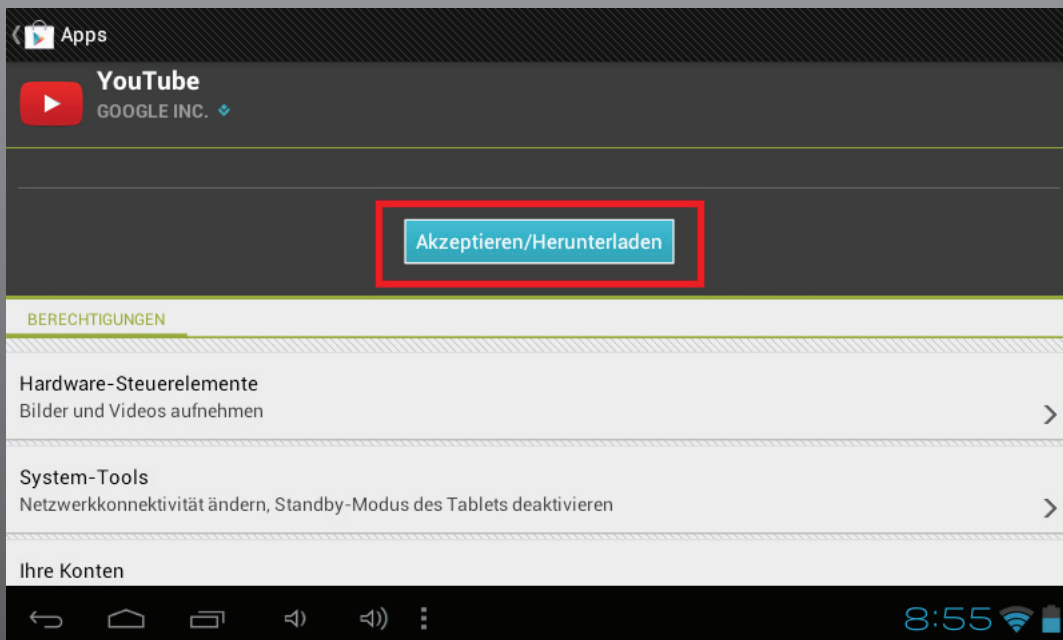 Apps
YouTube
GOOGLE INC.
Akzeptieren/Herunterladen
BERECHTIGUNGEN
Hardware-Steuerelemente
Bilder und Videos aufnehmen
System-Tools
Netzwerkkonnektivität ändern, Standby-Modus des Tablets deaktivieren
Ihre Konten
8:55